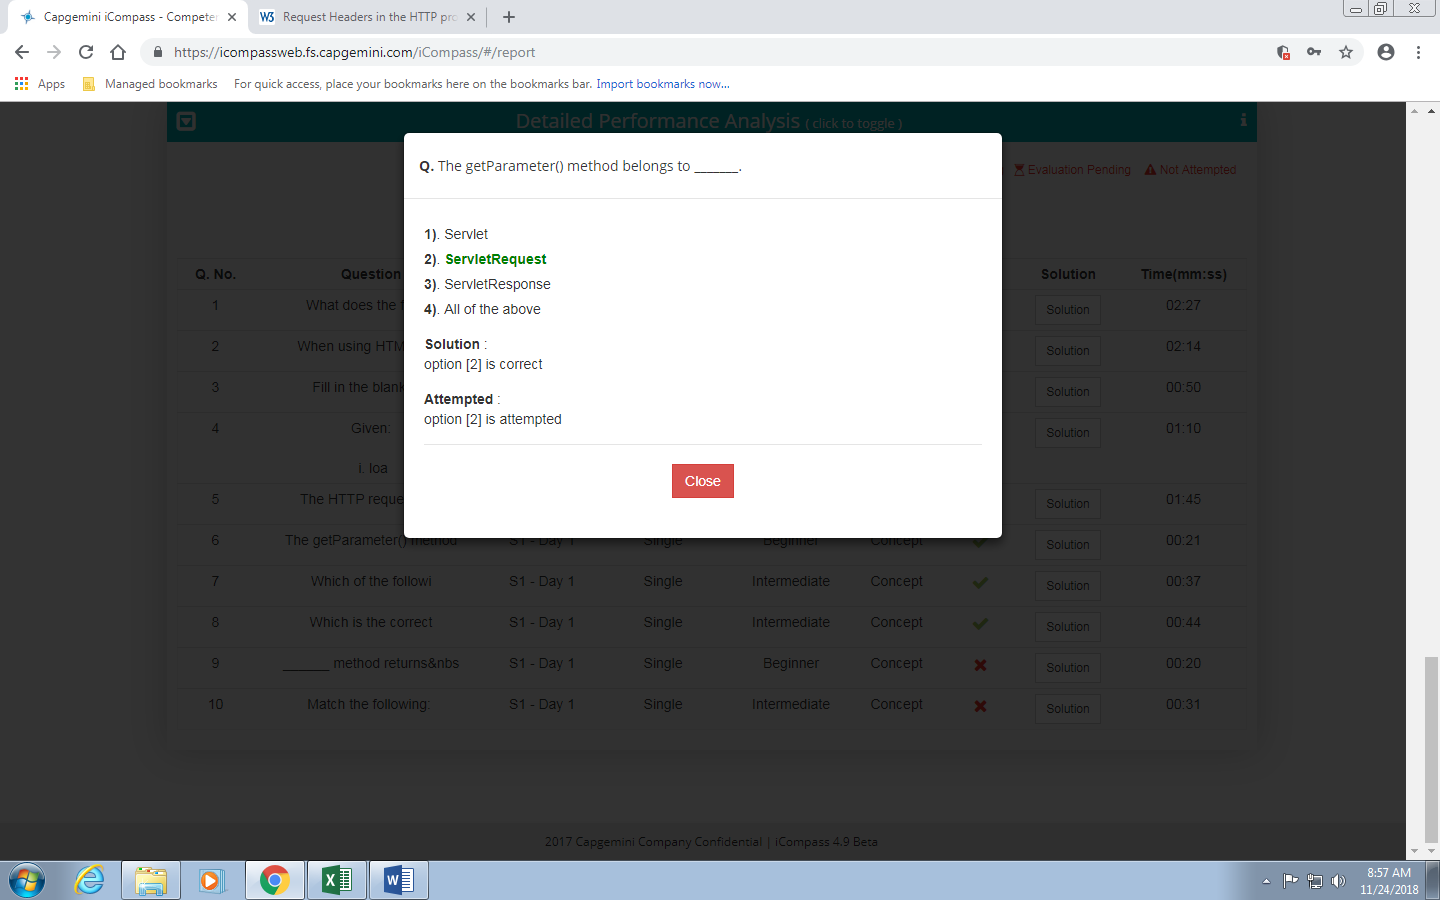 Capgemini iCompass - Competen
Request Headers in the HTTP pro
https://icompassweb.fs.capgemini.com/iCompass/#/report
Apps Managed bookmarks For quick access, place your bookmarks here on the bookmarks bar. Import bookmarks now...
Detailed Performance Analysis ( click to toggle )
Evaluation Pending Not Attempted
Q. The getParameter() method belongs to _______.
1). Servlet
2). ServletRequest
3). ServletResponse
4). All of the above
Solution :
option [2] is correct
Attempted :
option [2] is attempted
Close
Q. No. Question Solution Time(mm:ss)
1 What does the Solution 02:27
2 When using HTM Solution 02:14
3 Fill in the blank Solution 00:50
4 Given: Solution 01:10
i. loa
5 The HTTP reque Solution 01:45
6 The getParameter() method S1 - Day 1 Single Beginner Concept Solution 00:21
7 Which of the followi S1 - Day 1 Single Intermediate Concept Solution 00:37
8 Which is the correct S1 - Day 1 Single Intermediate Concept Solution 00:44
9 ______ method returns&nbs S1 - Day 1 Single Beginner Concept Solution 00:20
10 Match the following: S1 - Day 1 Single Intermediate Concept Solution 00:31
2017 Capgemini Company Confidential | iCompass 4.9 Beta
8:57 AM
11/24/2018